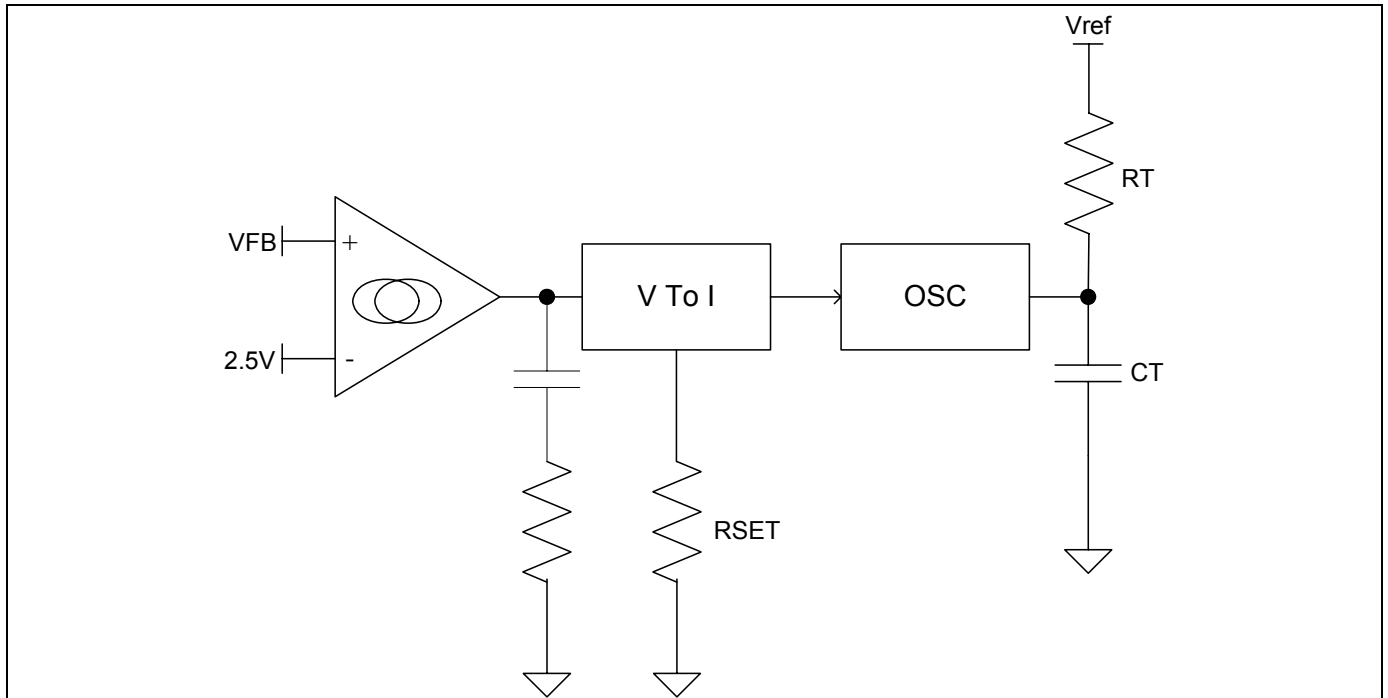 Vref
RT
VFB
+
V To I
OSC
2.5V
-
CT
RSET